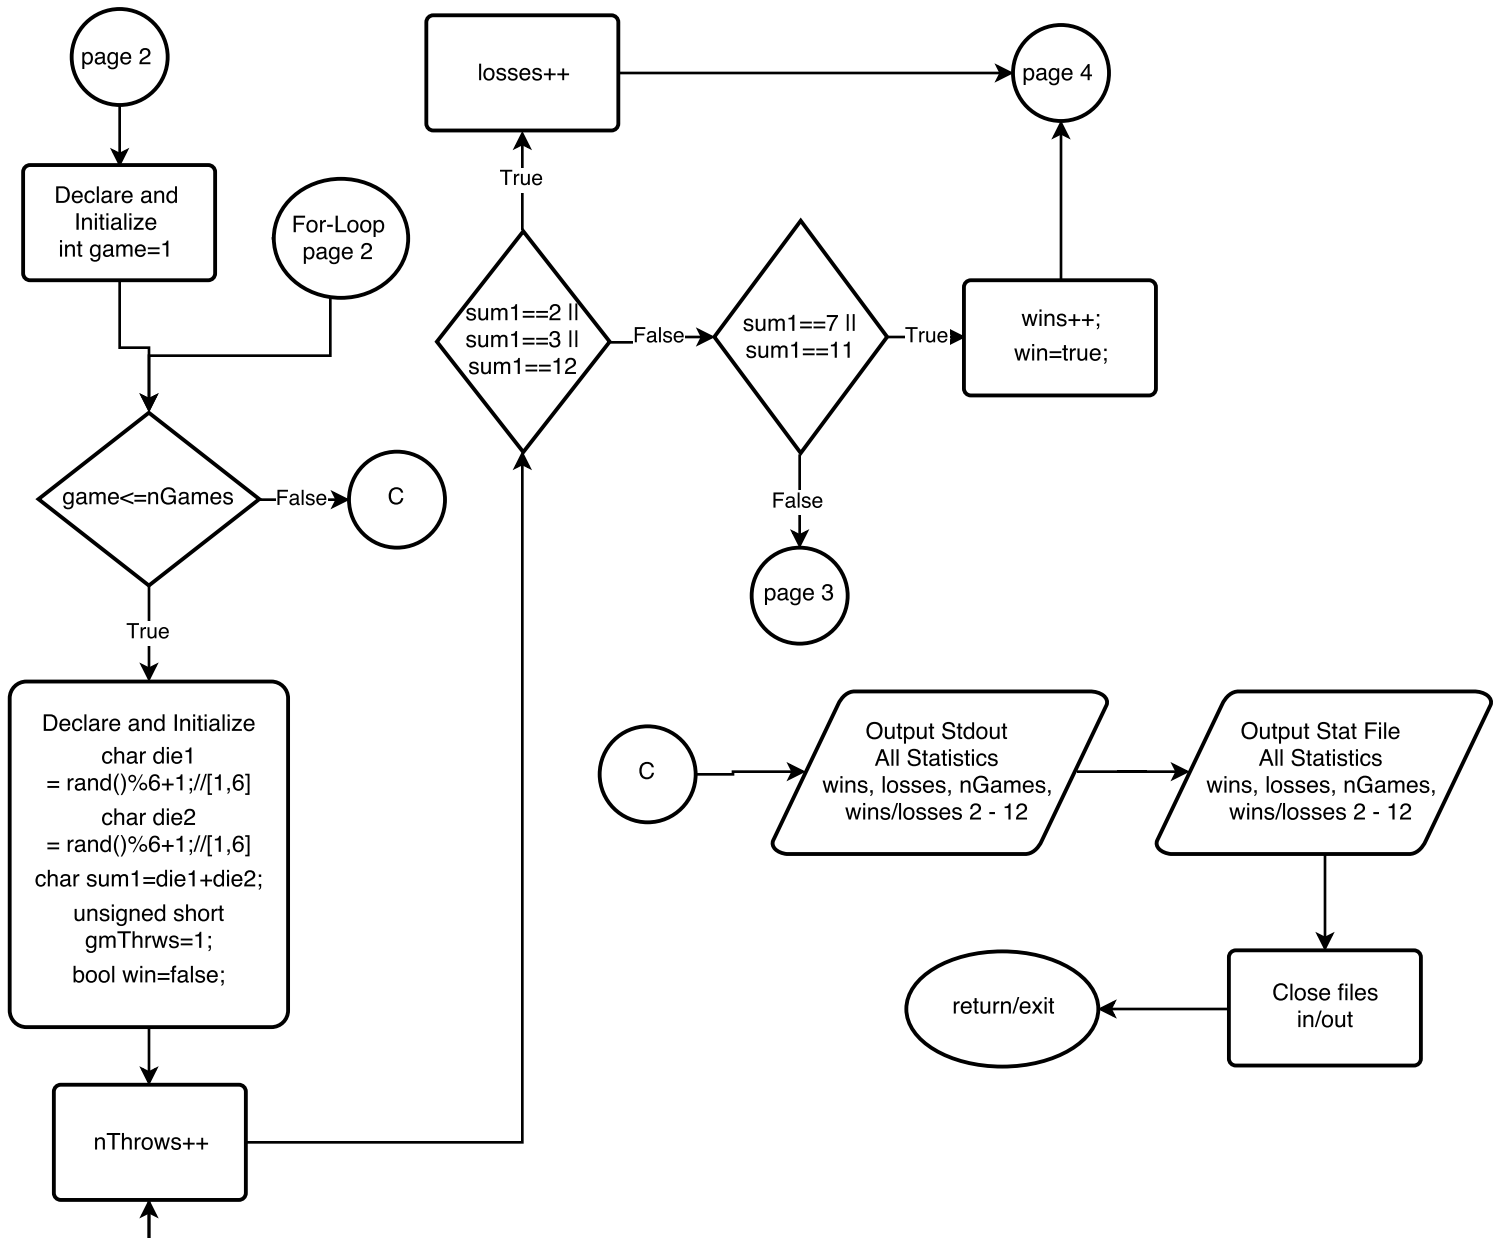 page 2
Declare and
Initialize
int game=1
For-Loop
page 2
game<=nGames
False
C
True
Declare and Initialize
char die1
= rand()%6+1;//[1,6]
char die2
= rand()%6+1;//[1,6]
char sum1=die1+die2;
unsigned short
gmThrws=1;
bool win=false;
nThrows++
losses++
page 4
True
sum1==2 ||
sum1==3 ||
sum1==12
False
sum1==7 ||
sum1==11
True
wins++;
win=true;
False
page 3
C
Output Stdout
All Statistics
wins, losses, nGames,
wins/losses 2 - 12
Output Stat File
All Statistics
wins, losses, nGames,
wins/losses 2 - 12
Close files
in/out
return/exit